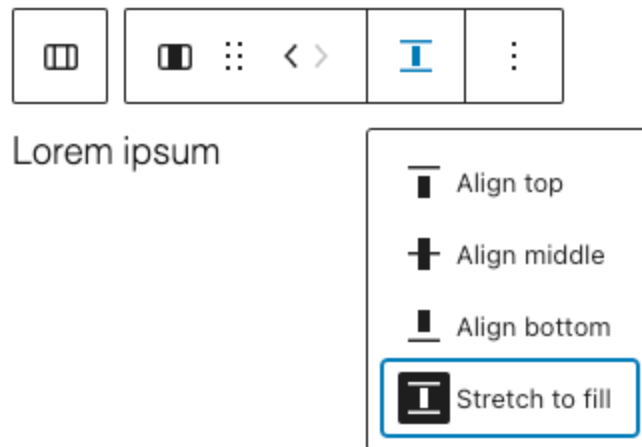 Lorem ipsum
Align top
Align middle
Align bottom
Stretch to fill